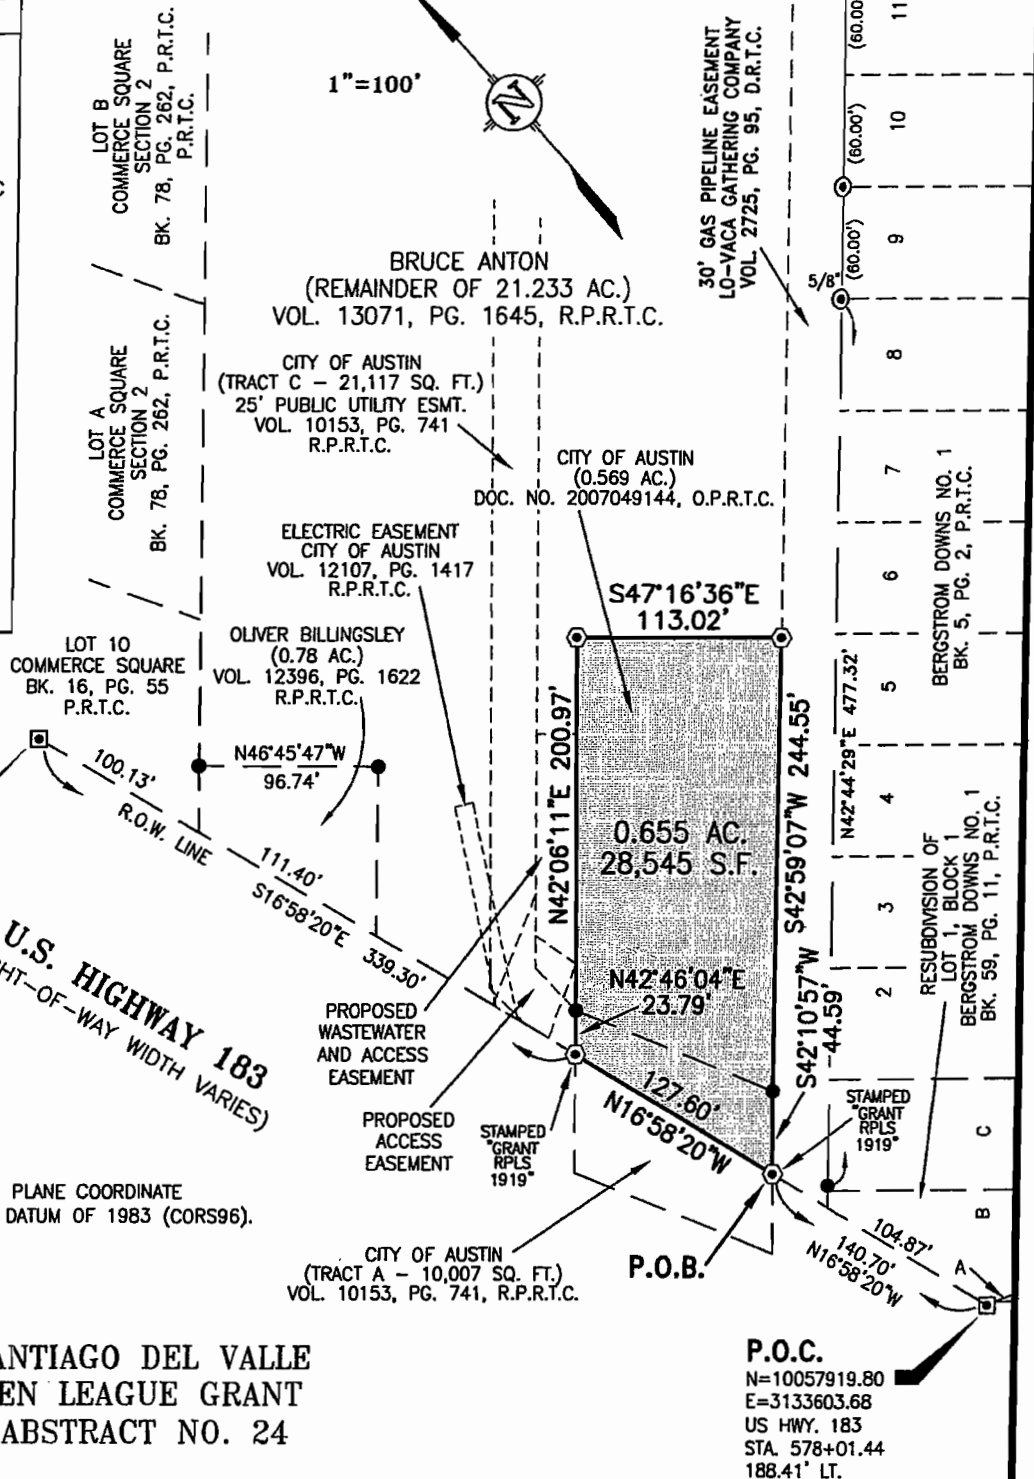 LOT B
COMMERCE SQUARE
SECTION 2
BK. 78, PG. 262, P.R.T.C.
P.R.T.C.
1"=100'
N
30' GAS PIPELINE EASEMENT
LO-VACA GATHERING COMPANY
VOL. 2725, PG. 95, D.R.T.C.
(60.00')
(60.00')
(60.00')
5/8"
11
10
9
8
7
6
5
4
3
2
C
B
A
BRUCE ANTON
(REMAINDER OF 21.233 AC.)
VOL. 13071, PG. 1645, R.P.R.T.C.
LOT A
COMMERCE SQUARE
SECTION 2
BK. 78, PG. 262, P.R.T.C.
CITY OF AUSTIN
(TRACT C - 21,117 SQ. FT.)
25' PUBLIC UTILITY ESMT.
VOL. 10153, PG. 741
R.P.R.T.C.
CITY OF AUSTIN
(0.569 AC.)
DOC. NO. 2007049144, O.P.R.T.C.
BERGSTROM DOWNS NO. 1
BK. 5, PG. 2, P.R.T.C.
ELECTRIC EASEMENT
CITY OF AUSTIN
VOL. 12107, PG. 1417
R.P.R.T.C.
S47°16'36"E
113.02'
LOT 10
COMMERCE SQUARE
BK. 16, PG. 55
P.R.T.C.
OLIVER BILLINGSLEY
(0.78 AC.)
VOL. 12396, PG. 1622
R.P.R.T.C.
N42°44'29"E 477.32'
N42°06'11"E 200.97'
S42°59'07"W 244.55'
100.13'
R.O.W. LINE
N46°45'47"W
96.74'
0.655 AC.
28,545 S.F.
111.40'
S16°58'20"E 339.30'
RESUBDIVISION OF
LOT 1, BLOCK 1
BERGSTROM DOWNS NO. 1
BK. 59, PG. 11, P.R.T.C.
U.S. HIGHWAY 183
HT-OF-WAY WIDTH VARIES)
N42°46'04"E
23.79'
S42°10'57"W
44.59'
PROPOSED
WASTEWATER
AND ACCESS
EASEMENT
PROPOSED
ACCESS
EASEMENT
STAMPED
"GRANT
RPLS
1919"
127.60'
N16°58'20"W
STAMPED
"GRANT
RPLS
1919"
PLANE COORDINATE
DATUM OF 1983 (CORS96).
CITY OF AUSTIN
(TRACT A - 10,007 SQ. FT.)
VOL. 10153, PG. 741, R.P.R.T.C.
P.O.B.
104.87'
140.70'
N16°58'20"W
ANTIAGO DEL VALLE
EN LEAGUE GRANT
ABSTRACT NO. 24
P.O.C.
N=10057919.80
E=3133603.68
US HWY. 183
STA. 578+01.44
188.41' LT.